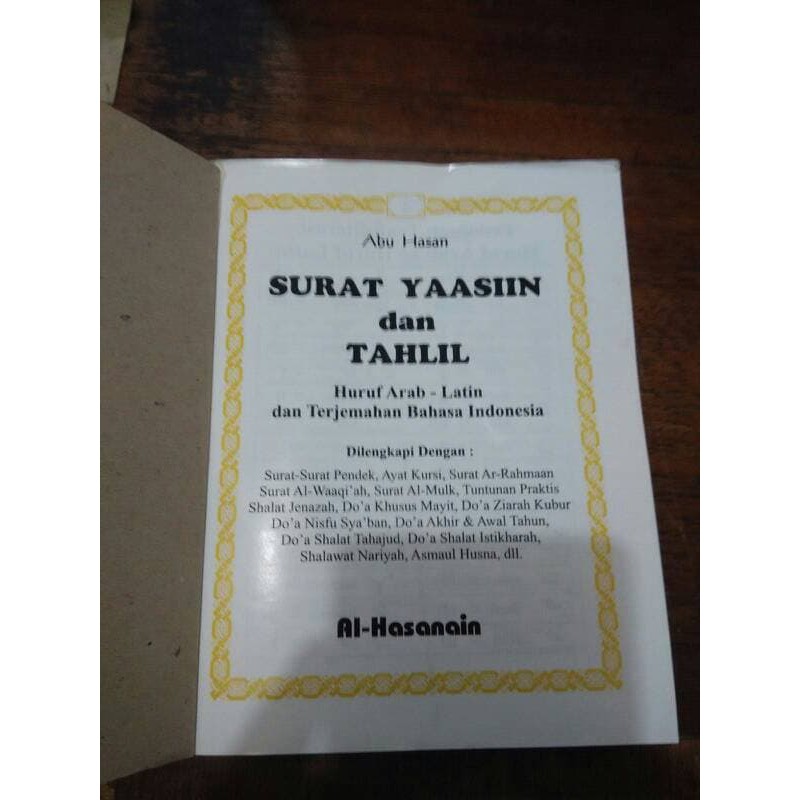 Abu Hasan
SURAT YAASIIN
dan
TAHLIL
Huruf Arab - Latin
dan Terjemahan Bahasa Indonesia
Dilengkapi Dengan :
Surat-Surat Pendek, Ayat Kursi, Surat Ar-Rahmaan
Surat Al-Waaqi'ah, Surat Al-Mulk, Tuntunan Praktis
Shalat Jenazah, Do'a Khusus Mayit, Do'a Ziarah Kubur
Do'a Nisfu Sya'ban, Do'a Akhir & Awal Tahun,
Do'a Shalat Tahajud, Do'a Shalat Istikharah,
Shalawat Nariyah, Asmaul Husna, dll.
Al-Hasanain